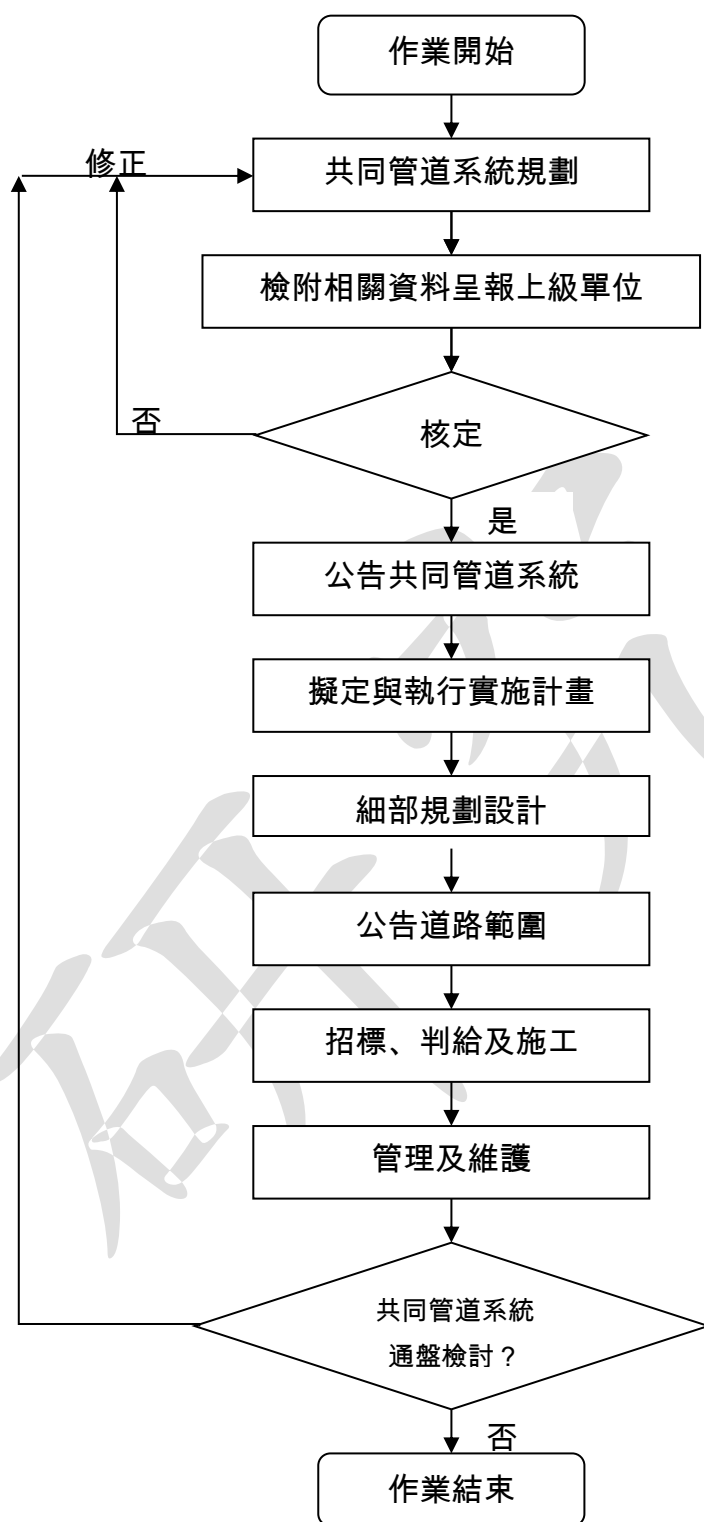 作業開始
修正
共同管道系統規劃
檢附相關資料呈報上級單位
核定
否
是
公告共同管道系統
擬定與執行實施計畫
細部規劃設計
公告道路範圍
招標、判給及施工
管理及維護
共同管道系統
通盤檢討？
否
作業結束